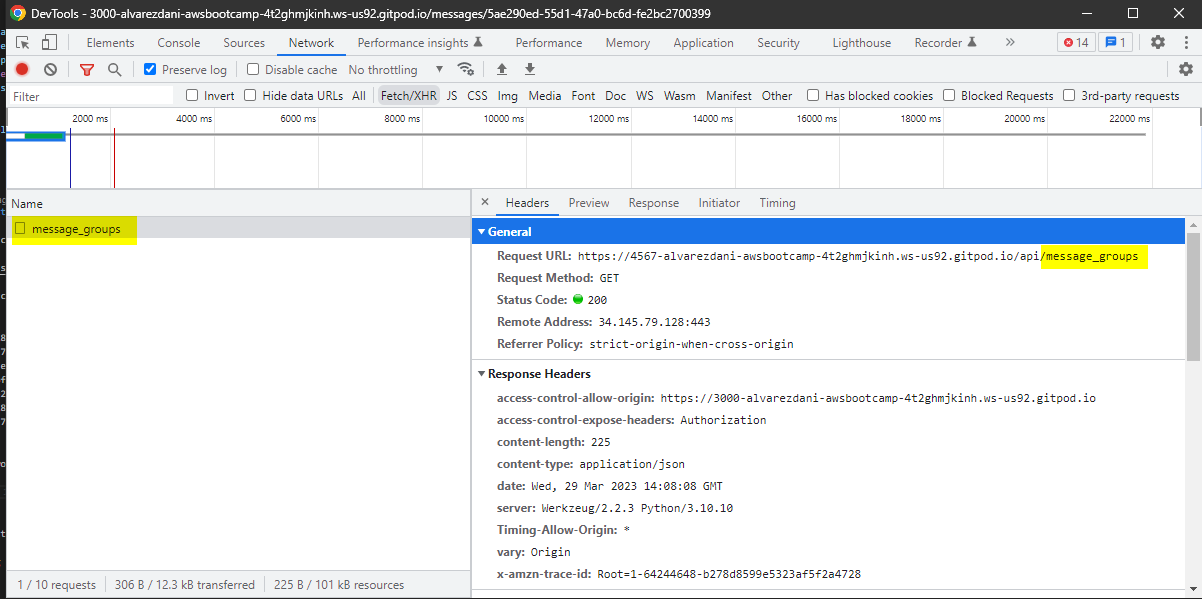 DevTools - 3000-alvarezdani-awsbootcamp-4t2ghmjkinh.ws-us92.gitpod.io/messages/5ae290ed-55d1-47a0-bc6d-fe2bc2700399
Elements Console Sources Network Performance insights Performance Memory Application Security Lighthouse Recorder » 14 1
Preserve log Disable cache No throttling
Filter Invert Hide data URLs All Fetch/XHR JS CSS Img Media Font Doc WS Wasm Manifest Other Has blocked cookies Blocked Requests 3rd-party requests
2000 ms 4000 ms 6000 ms 8000 ms 10000 ms 12000 ms 14000 ms 16000 ms 18000 ms 20000 ms 22000 ms
Name
message_groups
× Headers Preview Response Initiator Timing
General
Request URL: https://4567-alvarezdani-awsbootcamp-4t2ghmjkinh.ws-us92.gitpod.io/api/message_groups
Request Method: GET
Status Code: 200
Remote Address: 34.145.79.128:443
Referrer Policy: strict-origin-when-cross-origin
Response Headers
access-control-allow-origin: https://3000-alvarezdani-awsbootcamp-4t2ghmjkinh.ws-us92.gitpod.io
access-control-expose-headers: Authorization
content-length: 225
content-type: application/json
date: Wed, 29 Mar 2023 14:08:08 GMT
server: Werkzeug/2.2.3 Python/3.10.10
Timing-Allow-Origin: *
vary: Origin
x-amzn-trace-id: Root=1-64244648-b278d8599e5323af5f2a4728
1 / 10 requests 306 B / 12.3 kB transferred 225 B / 101 kB resources